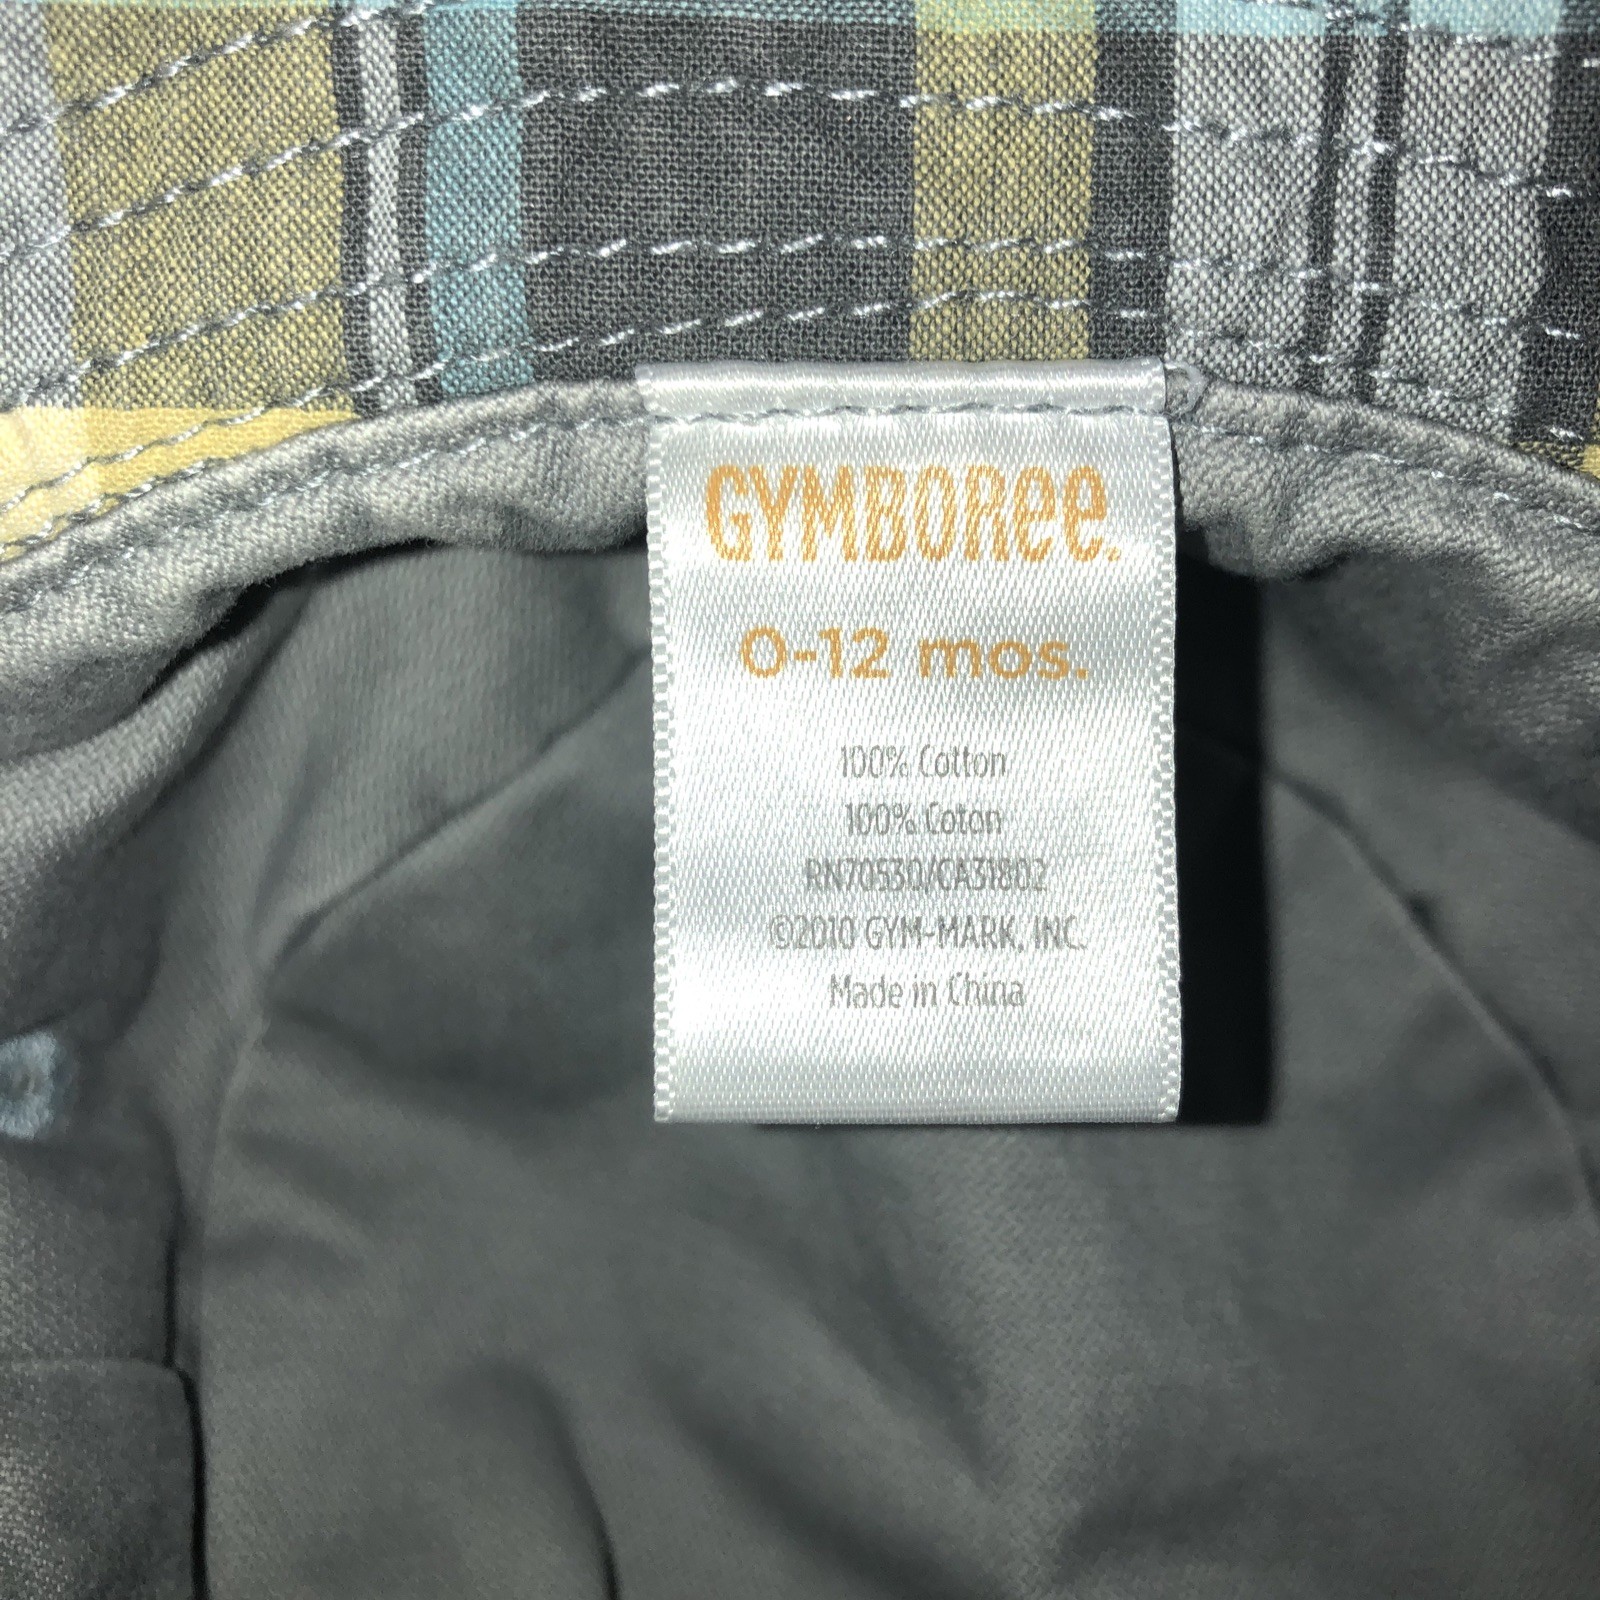 GYMBOREE.
0-12 mos.
100% Cotton
100% Coton
RN70530/CA31802
©2010 GYM-MARK, INC.
Made in China